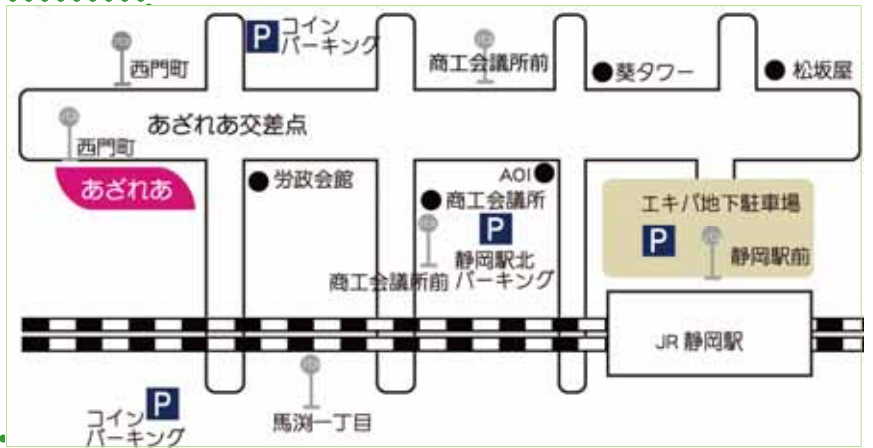 P コイン
パーキング
西門町
商工会議所前
葵タワー
松坂屋
あざれあ交差点
西門町
あざれあ
労政会館
AOI
商工会議所
P
静岡駅北
パーキング
商工会議所前
エキパ地下駐車場
P
静岡駅前
JR 静岡駅
コイン P
パーキング
馬渕一丁目